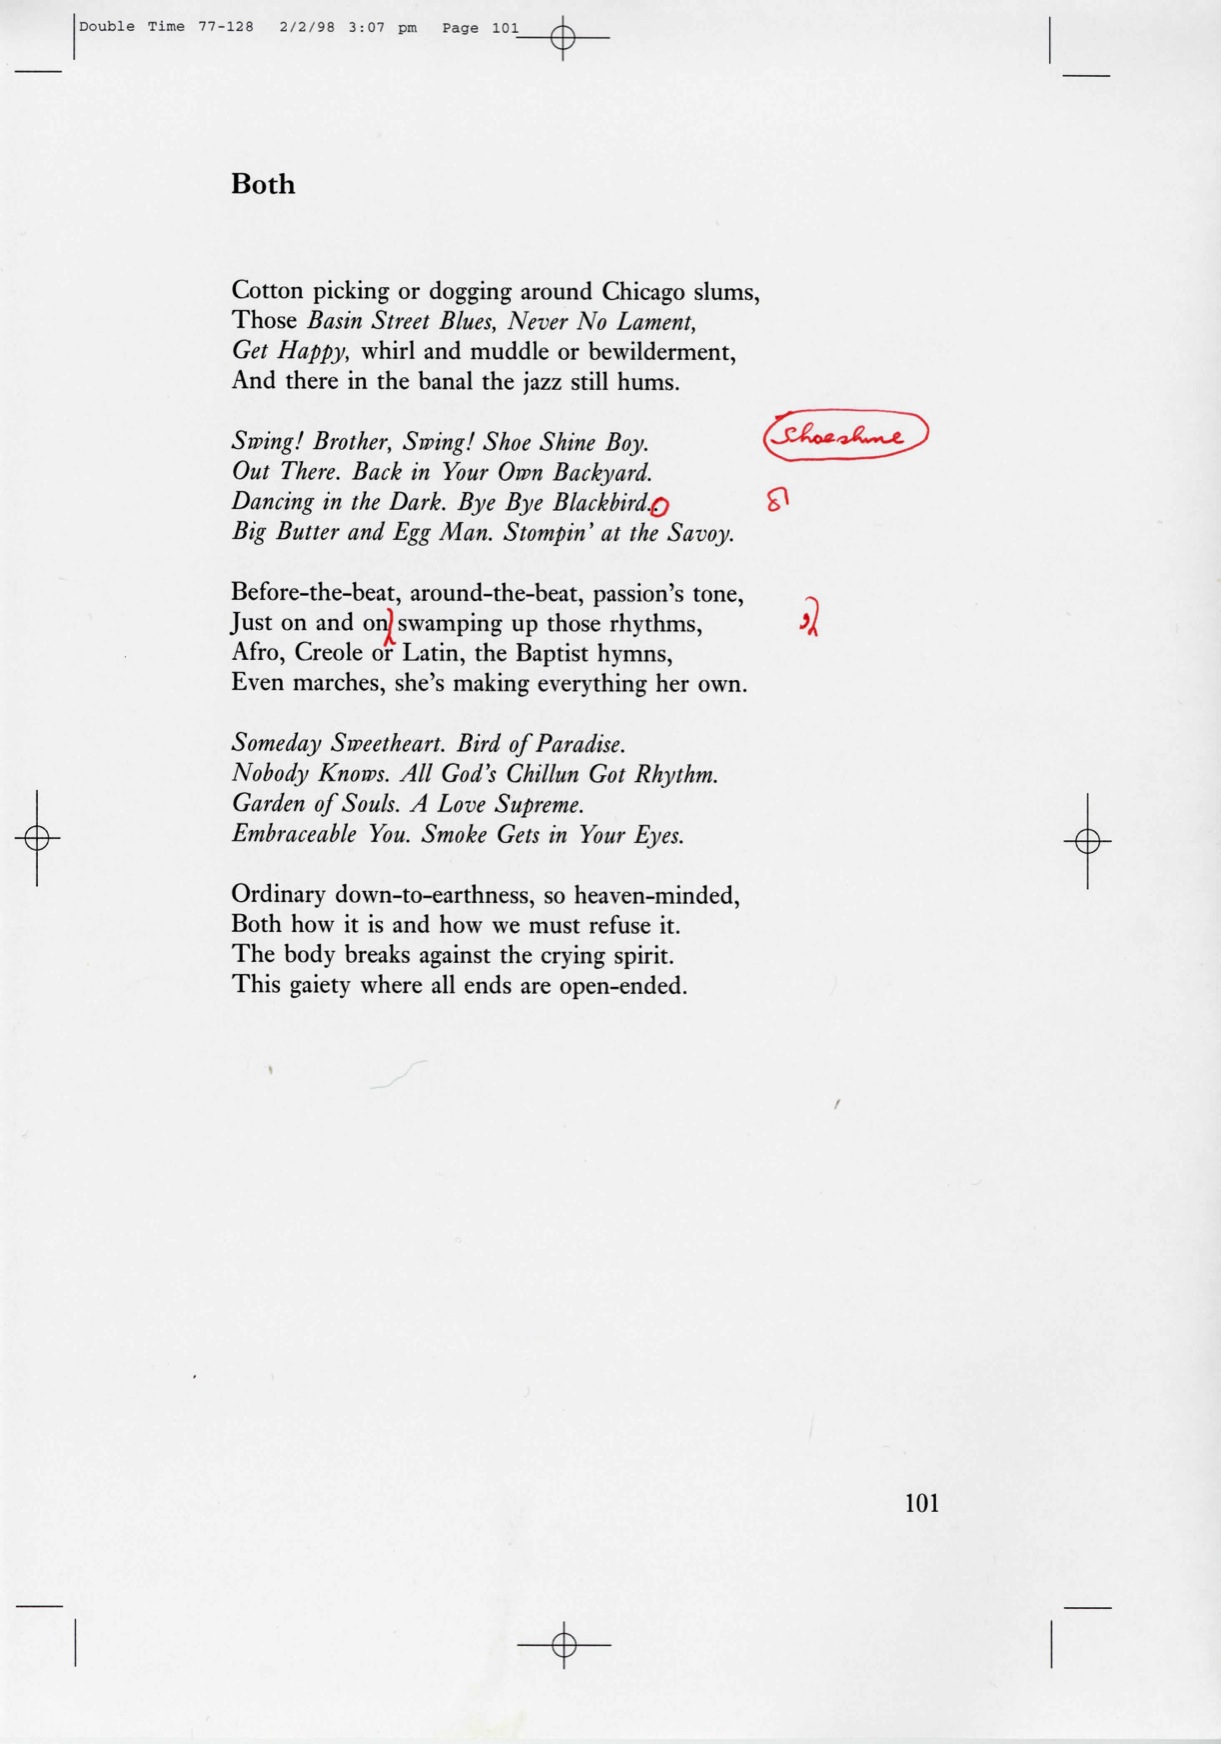 Double Time 77-128 2/2/98 3:07 pm Page 101
Both
Cotton picking or dogging around Chicago slums,
Those Basin Street Blues, Never No Lament,
Get Happy, whirl and muddle or bewilderment,
And there in the banal the jazz still hums.
Swing! Brother, Swing! Shoe Shine Boy.
Shoeshine
Out There. Back in Your Own Backyard.
Dancing in the Dark. Bye Bye Blackbird..
Big Butter and Egg Man. Stompin' at the Savoy.
Before-the-beat, around-the-beat, passion's tone,
Just on and on swamping up those rhythms,
Afro, Creole or Latin, the Baptist hymns,
Even marches, she's making everything her own.
Someday Sweetheart. Bird of Paradise.
Nobody Knows. All God's Chillun Got Rhythm.
Garden of Souls. A Love Supreme.
Embraceable You. Smoke Gets in Your Eyes.
Ordinary down-to-earthness, so heaven-minded,
Both how it is and how we must refuse it.
The body breaks against the crying spirit.
This gaiety where all ends are open-ended.
101